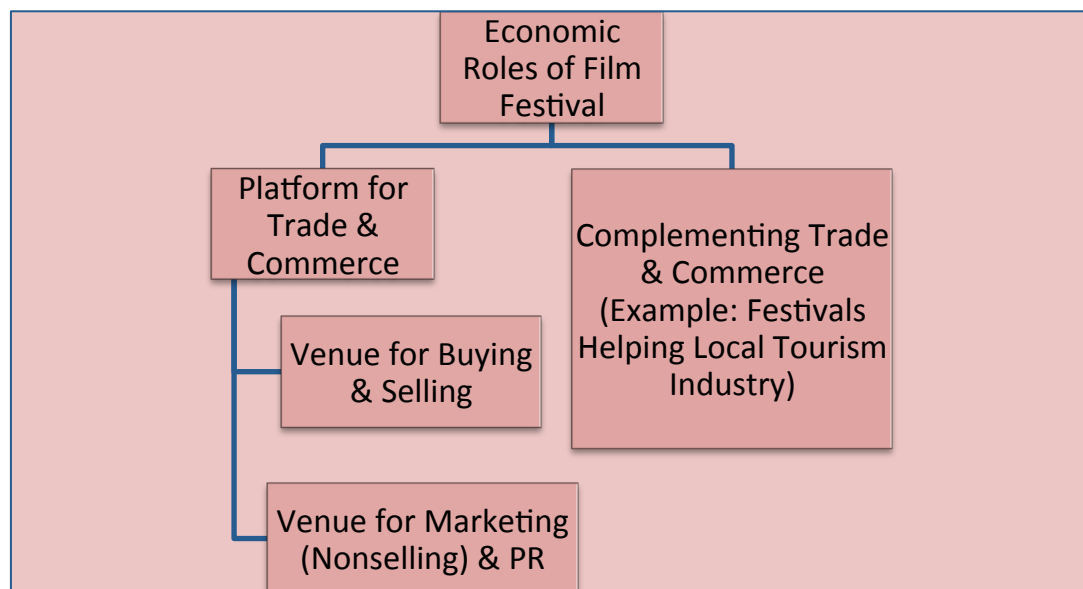 Economic
Roles of Film
Festival
Platform for
Trade &
Commerce
Venue for Buying
& Selling
Venue for Marketing
(Nonselling) & PR
Complementing Trade
& Commerce
(Example: Festivals
Helping Local Tourism
Industry)